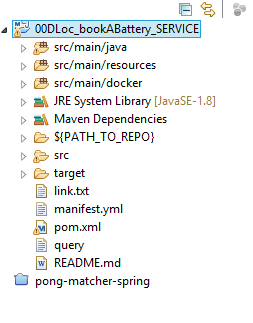 00DLoc_bookABattery_SERVICE
src/main/java
src/main/resources
src/main/docker
JRE System Library [JavaSE-1.8]
Maven Dependencies
${PATH_TO_REPO}
src
target
link.txt
manifest.yml
pom.xml
query
README.md
pong-matcher-spring